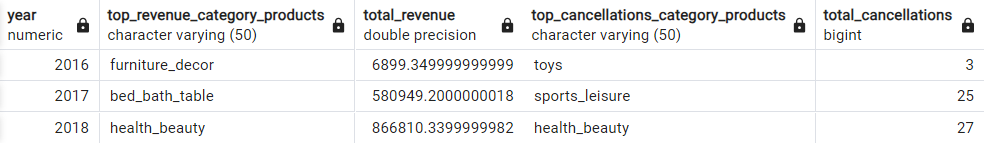 year top_revenue_category_products total_revenue top_cancellations_category_products total_cancellations
numeric character varying (50) double precision character varying (50) bigint
2016 furniture_decor 6899.349999999999 toys 3
2017 bed_bath_table 580949.2000000018 sports_leisure 25
2018 health_beauty 866810.3399999982 health_beauty 27